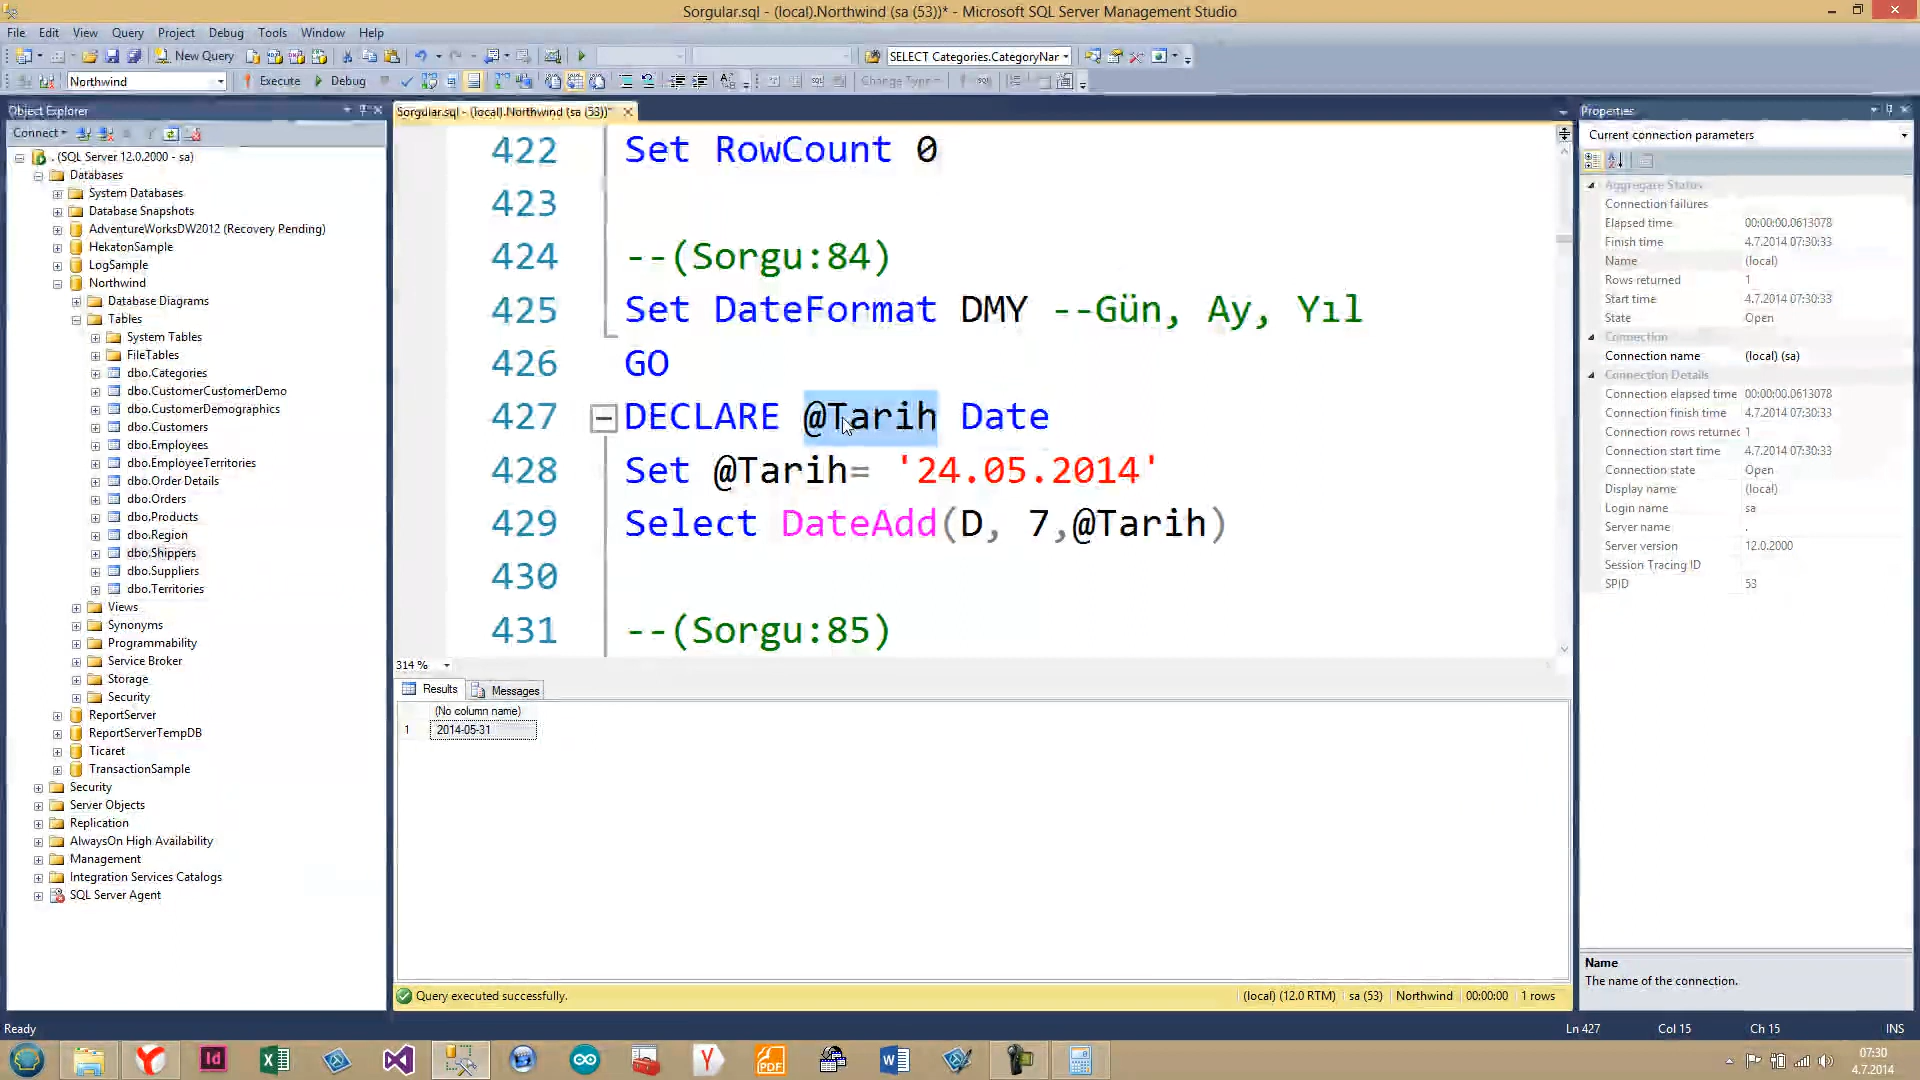 Sorgular.sql - (local).Northwind (sa (53))* - Microsoft SQL Server Management Studio
File Edit View Query Project Debug Tools Window Help
New Query
SELECT Categories.CategoryNar
Northwind
Execute
Debug
Change Type
Object Explorer
Sorgular.sql - (local).Northwind (sa (53))*
Properties
Connect
Current connection parameters
. (SQL Server 12.0.2000 - sa)
Databases
System Databases
Database Snapshots
AdventureWorksDW2012 (Recovery Pending)
HekatonSample
LogSample
Northwind
Database Diagrams
Tables
System Tables
FileTables
dbo.Categories
dbo.CustomerCustomerDemo
dbo.CustomerDemographics
dbo.Customers
dbo.Employees
dbo.EmployeeTerritories
dbo.Order Details
dbo.Orders
dbo.Products
dbo.Region
dbo.Shippers
dbo.Suppliers
dbo.Territories
Views
Synonyms
Programmability
Service Broker
Storage
Security
ReportServer
ReportServerTempDB
Ticaret
TransactionSample
Security
Server Objects
Replication
AlwaysOn High Availability
Management
Integration Services Catalogs
SQL Server Agent
422 Set RowCount 0
423
424 --(Sorgu:84)
425 Set DateFormat DMY --Gün, Ay, Yıl
426 GO
427 DECLARE @Tarih Date
428 Set @Tarih= '24.05.2014'
429 Select DateAdd(D, 7,@Tarih)
430
431 --(Sorgu:85)
314 %
Results Messages
(No column name)
1 2014-05-31
Query executed successfully.
(local) (12.0 RTM) sa (53) Northwind 00:00:00 1 rows
Aggregate Status
Connection failures
Elapsed time 00:00:00.0613078
Finish time 4.7.2014 07:30:33
Name (local)
Rows returned 1
Start time 4.7.2014 07:30:33
State Open
Connection
Connection name (local) (sa)
Connection Details
Connection elapsed time 00:00:00.0613078
Connection finish time 4.7.2014 07:30:33
Connection rows returned 1
Connection start time 4.7.2014 07:30:33
Connection state Open
Display name (local)
Login name sa
Server name .
Server version 12.0.2000
Session Tracing ID
SPID 53
Name
The name of the connection.
Ready
Ln 427 Col 15 Ch 15 INS
07:30
4.7.2014